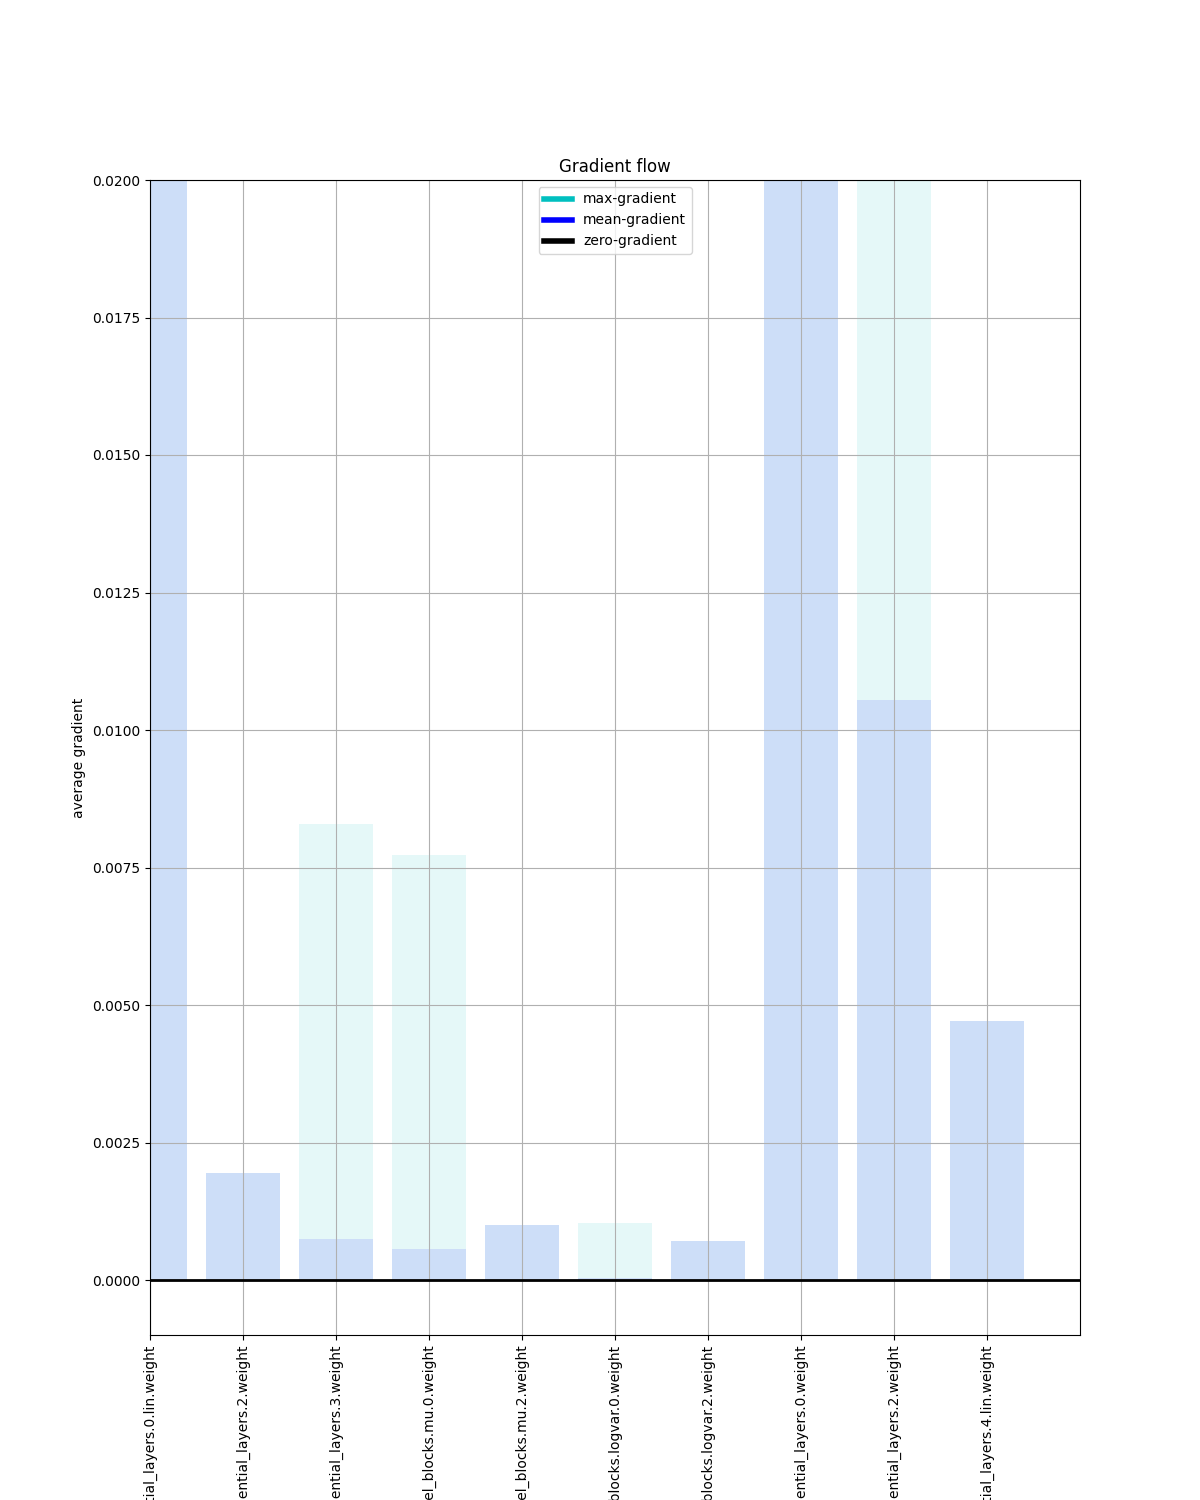 Gradient flow
max-gradient
mean-gradient
zero-gradient
0.0200
0.0175
0.0150
0.0125
0.0100
0.0075
0.0050
0.0025
0.0000
average gradient
tial_layers.0.lin.weight
ential_layers.2.weight
ential_layers.3.weight
el_blocks.mu.0.weight
el_blocks.mu.2.weight
blocks.logvar.0.weight
blocks.logvar.2.weight
ential_layers.0.weight
ential_layers.2.weight
tial_layers.4.lin.weight